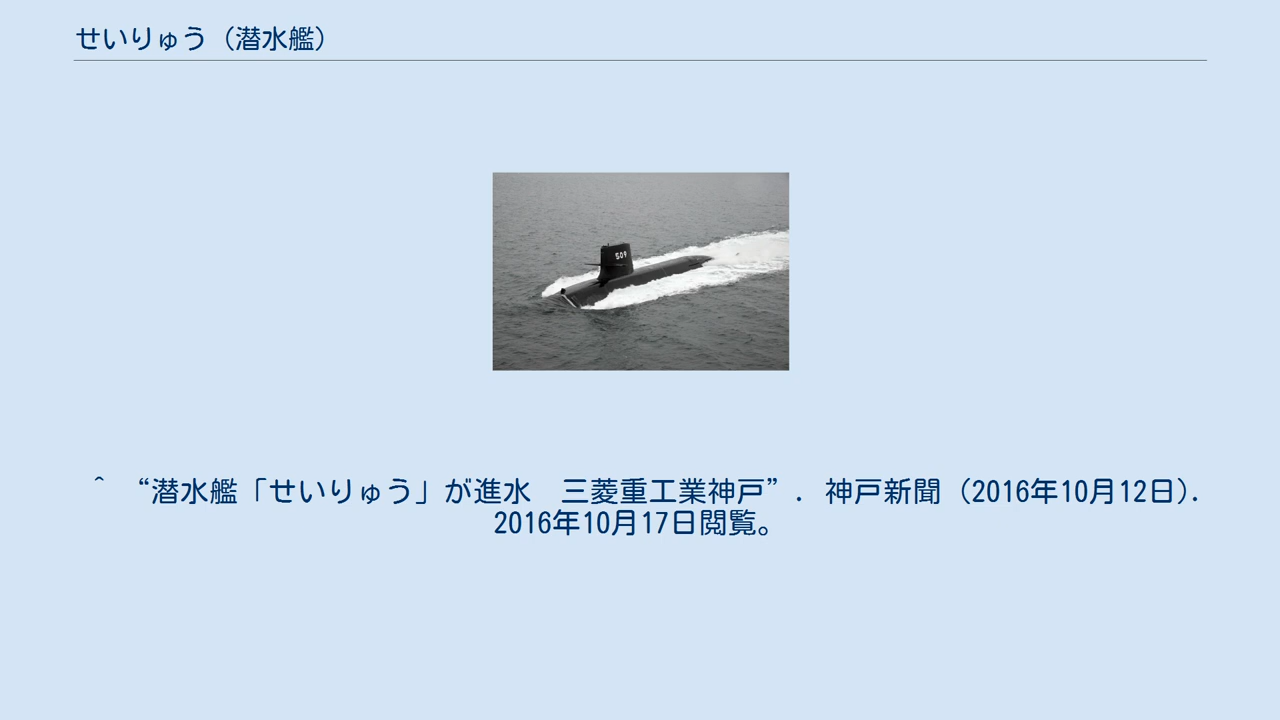 せいりゅう（潜水艦）
509
^　“潜水艦「せいりゅう」が進水　三菱重工業神戸”. 神戸新聞（2016年10月12日）.
2016年10月17日閲覧。